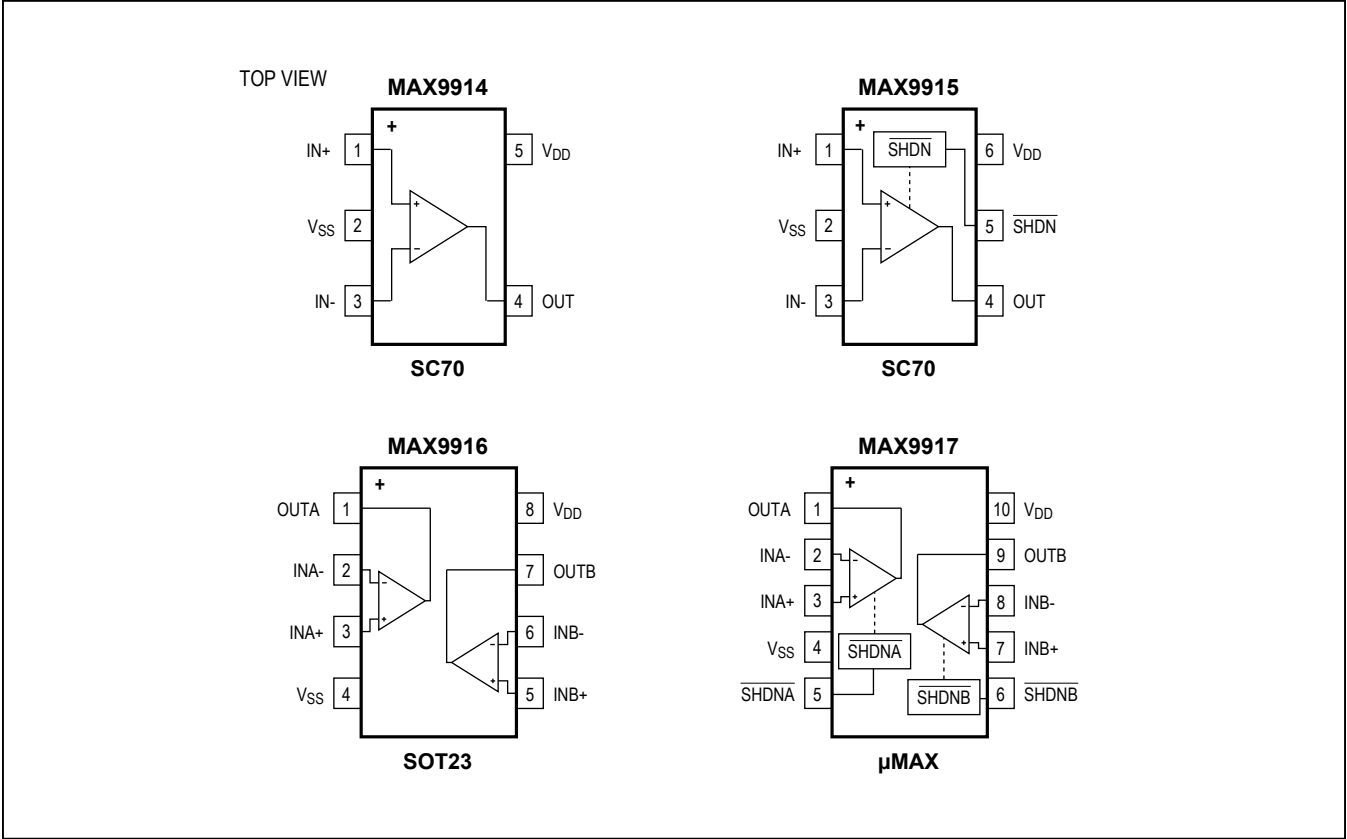 TOP VIEW
MAX9914
+
IN+ 1
5 VDD
+
VSS 2
−
IN- 3
4 OUT
SC70
MAX9915
+
IN+ 1
SHDN
6 VDD
+
VSS 2
5 SHDN
−
IN- 3
4 OUT
SC70
MAX9916
+
OUTA 1
8 VDD
INA- 2
−
7 OUTB
INA+ 3
+
−
6 INB-
VSS 4
+
5 INB+
SOT23
MAX9917
+
OUTA 1
10 VDD
INA- 2
−
9 OUTB
INA+ 3
+
−
8 INB-
VSS 4
SHDNA
+
7 INB+
SHDNA 5
SHDNB
6 SHDNB
µMAX